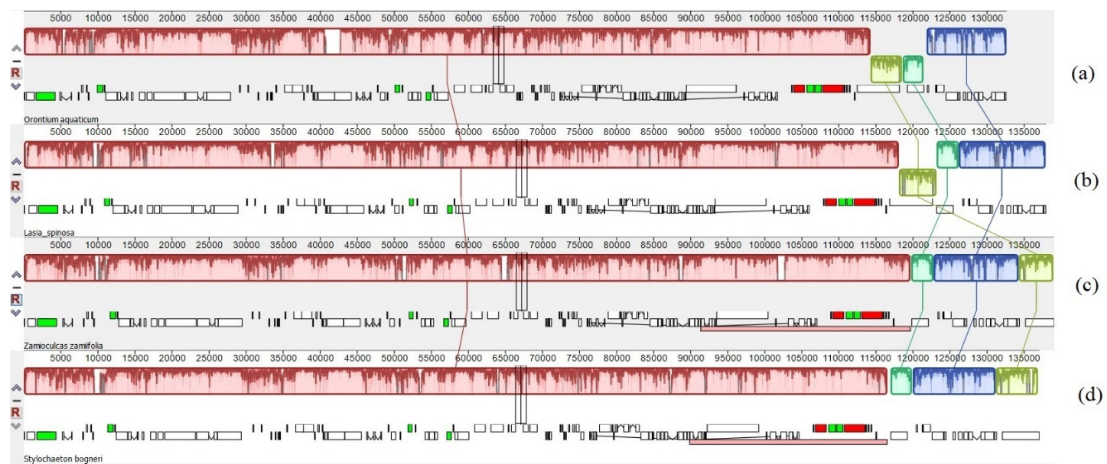 5000 10000 15000 20000 25000 30000 35000 40000 45000 50000 55000 60000 65000 70000 75000 80000 85000 90000 95000 100000 105000 110000 115000 120000 125000 130000
R
(a)
Orontium aquaticum
5000 10000 15000 20000 25000 30000 35000 40000 45000 50000 55000 60000 65000 70000 75000 80000 85000 90000 95000 100000 105000 110000 115000 120000 125000 130000 135000
R
(b)
Lasia_spinosa
5000 10000 15000 20000 25000 30000 35000 40000 45000 50000 55000 60000 65000 70000 75000 80000 85000 90000 95000 100000 105000 110000 115000 120000 125000 130000 135000
R
(c)
Zamioculcas zamiifolia
5000 10000 15000 20000 25000 30000 35000 40000 45000 50000 55000 60000 65000 70000 75000 80000 85000 90000 95000 100000 105000 110000 115000 120000 125000 130000 135000
R
(d)
Stylochaeton bogneri